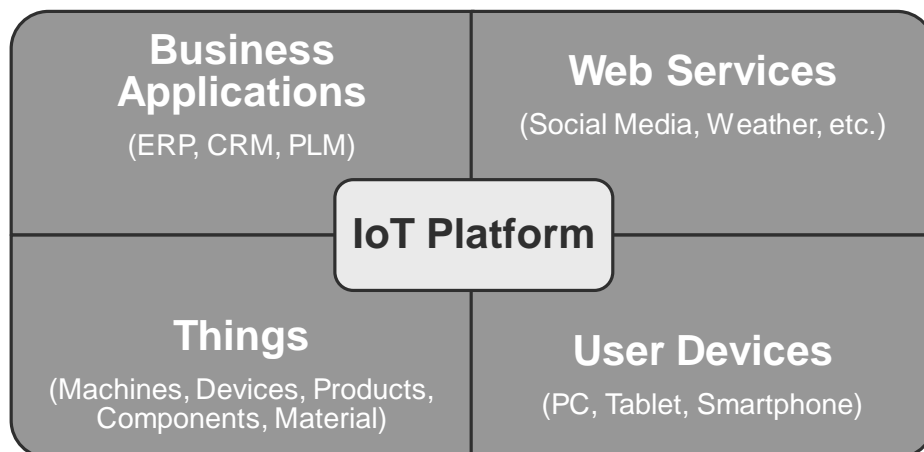 Business
Applications
(ERP, CRM, PLM)
Web Services
(Social Media, Weather, etc.)
IoT Platform
Things
(Machines, Devices, Products,
Components, Material)
User Devices
(PC, Tablet, Smartphone)